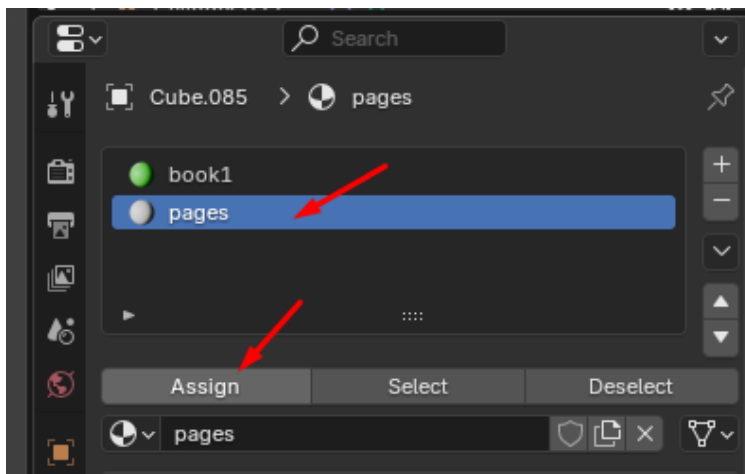 Search
Cube.085 > pages
book1
pages
Assign Select Deselect
pages